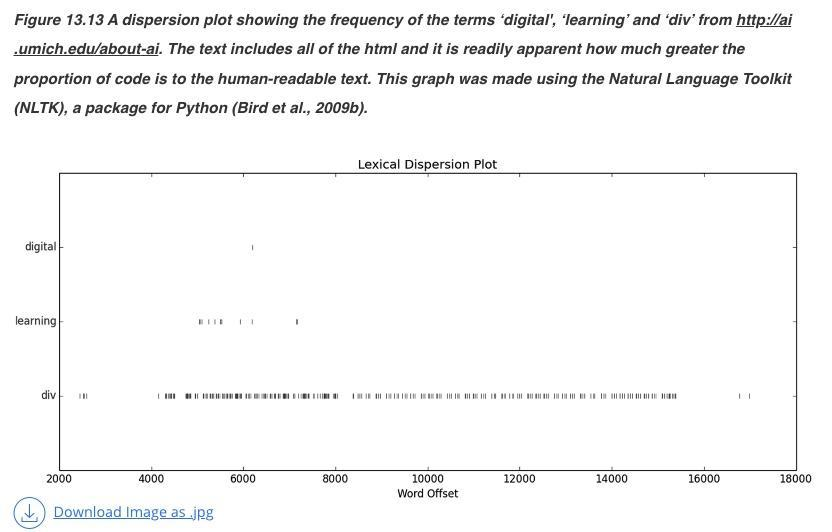 Figure 13.13 A dispersion plot showing the frequency of the terms ‘digital', ‘learning’ and ‘div’ from http://ai
.umich.edu/about-ai. The text includes all of the html and it is readily apparent how much greater the
proportion of code is to the human-readable text. This graph was made using the Natural Language Toolkit
(NLTK), a package for Python (Bird et al., 2009b).
Lexical Dispersion Plot
digital
learning
div
2000 4000 6000 8000 10000 12000 14000 16000 18000
Word Offset
Download Image as .jpg